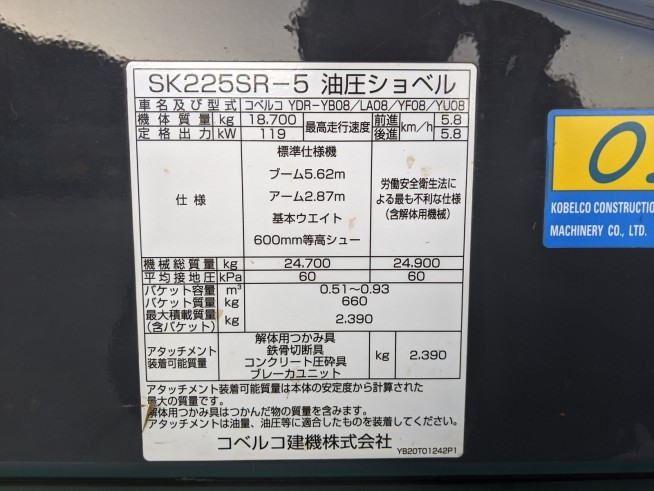 SK225SR-5 油圧ショベル
車名及び型式 コベルコ YDR-YB08/LA08/YF08/YU08
機体質量 kg 18.700 最高走行速度 前進 km/h 5.8
定格出力 kW 119 後進 5.8
仕様
標準仕様機
ブーム5.62m
アーム2.87m
基本ウエイト
600mm等高シュー
労働安全衛生法に
よる最も不利な仕様
(含解体用機械)
機械総質量 kg 24.700 24.900
平均接地圧 kPa 60 60
バケット容量 m³ 0.51~0.93
バケット質量 kg 660
最大積載質量
(含バケット) kg 2.390
アタッチメント
装着可能質量
解体用つかみ具
鉄骨切断具
コンクリート圧砕具
ブレーカユニット
kg 2.390
アタッチメント装着可能質量は本体の安定度から計算された
最大の質量です。
解体用つかみ具はつかんだ物の質量を含みます。
アタッチメントは油量、油圧等に適合したものを装着してください。
コベルコ建機株式会社
YB20T01242P1
KOBELCO CONSTRUCTION
MACHINERY CO., LTD.